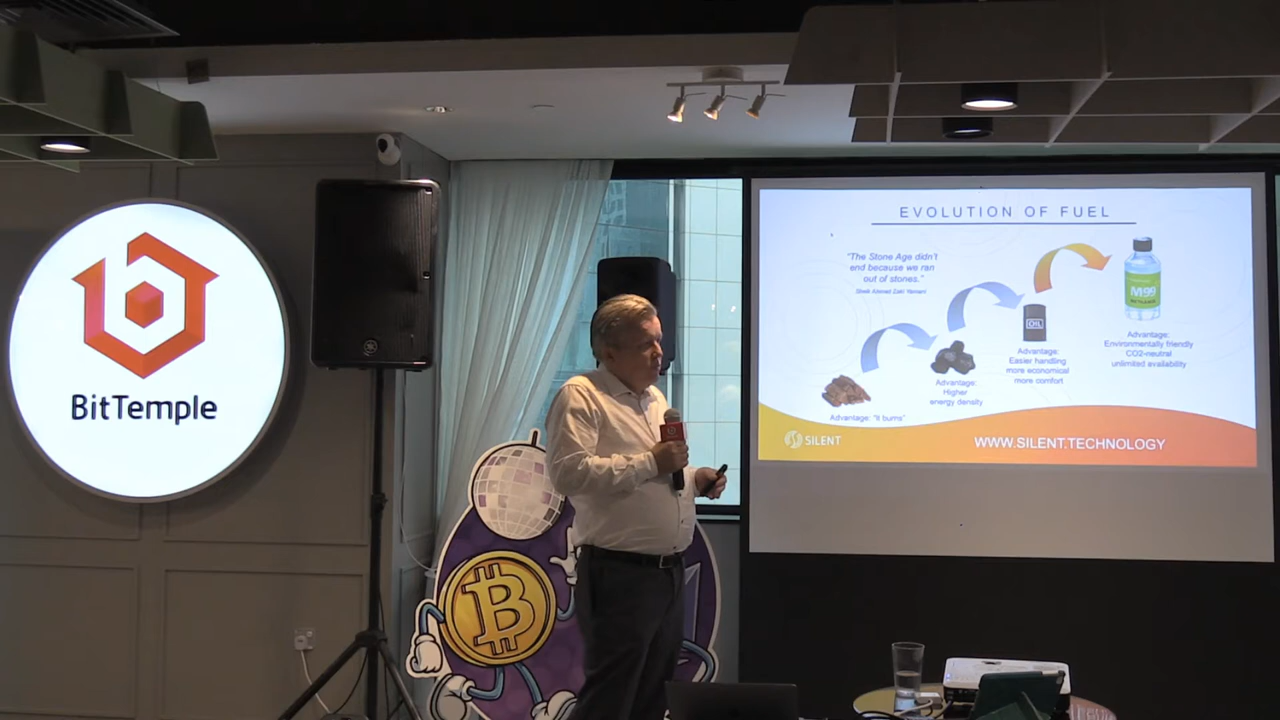 BitTemple
EVOLUTION OF FUEL
"The Stone Age didn't
end because we ran
out of stones."
Sheik Ahmed Zaki Yamani
OIL
M-99
Advantage: "it burns"
Advantage:
Higher
energy density
Advantage:
Easier handling
more economical
more comfort
Advantage:
Environmentally friendly
CO2-neutral
unlimited availability
SILENT
WWW.SILENT.TECHNOLOGY